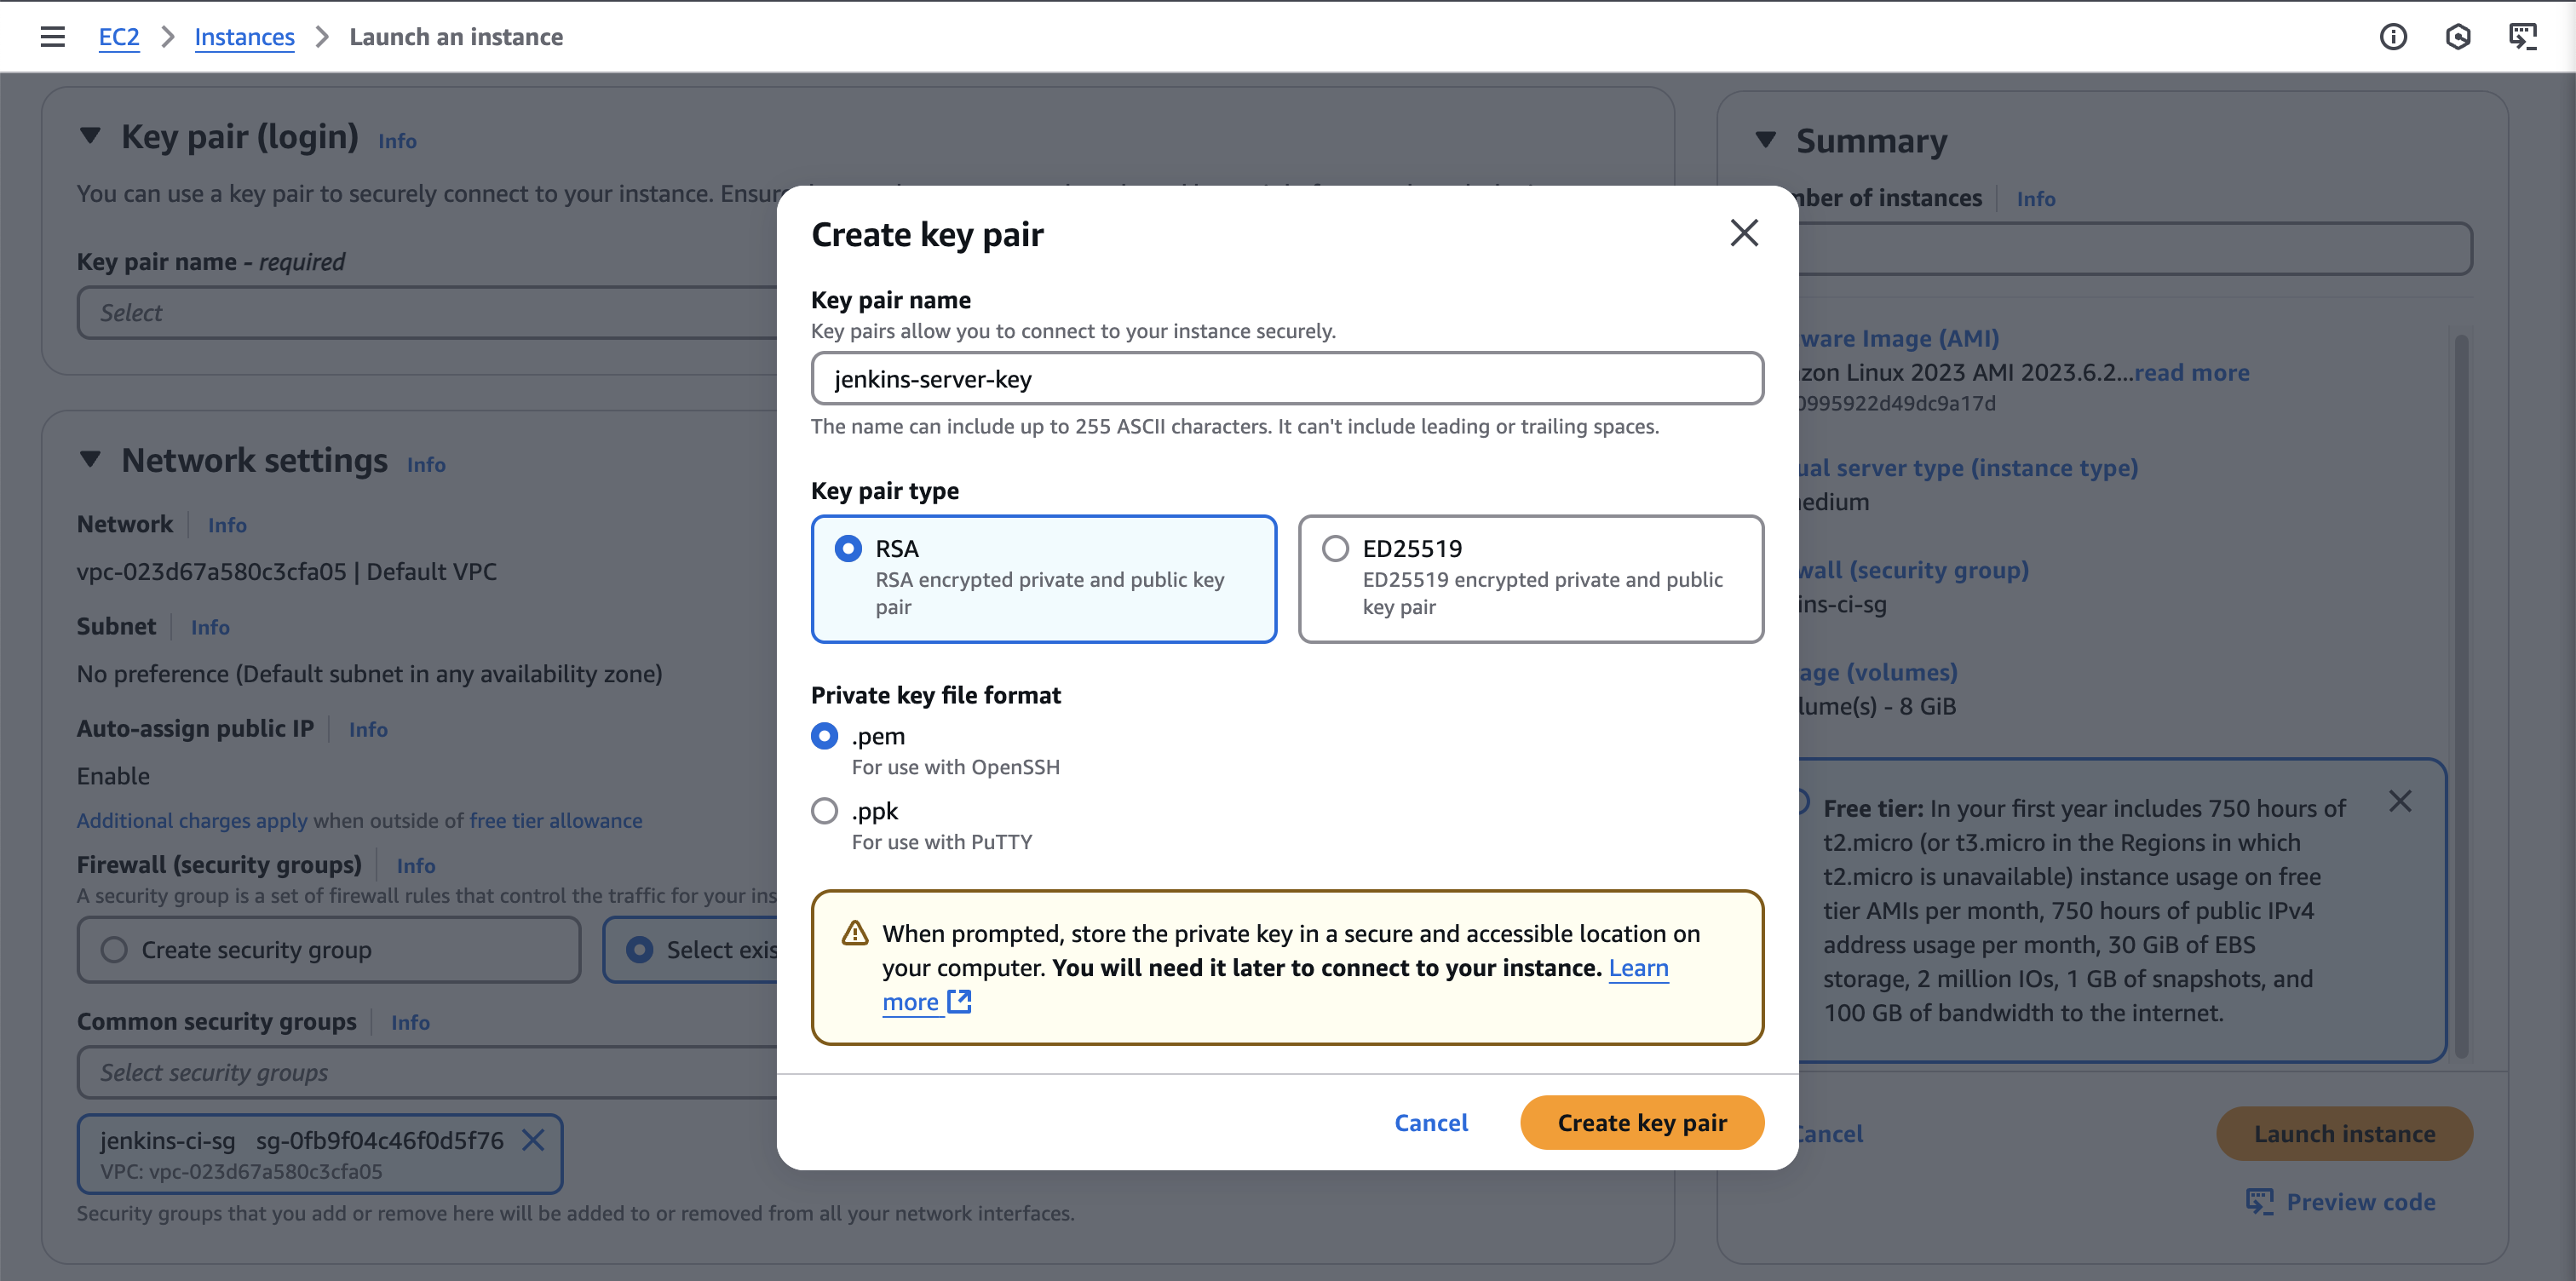 EC2 > Instances > Launch an instance
Key pair (login) Info
You can use a key pair to securely connect to your instance.
Key pair name - required
Select
Network settings Info
Network Info
vpc-023d67a580c3cfa05 | Default VPC
Subnet Info
No preference (Default subnet in any availability zone)
Auto-assign public IP Info
Enable
Additional charges apply when outside of free tier allowance
Firewall (security groups) Info
A security group is a set of firewall rules that control the traffic for your
Create security group
Select
Common security groups Info
Select security groups
jenkins-ci-sg sg-0fb9f04c46f0d5f76
VPC: vpc-023d67a580c3cfa05
Security groups that you add or remove here will be added to or removed from all your network interfaces.
Create key pair
Key pair name
Key pairs allow you to connect to your instance securely.
jenkins-server-key
The name can include up to 255 ASCII characters. It can't include leading or trailing spaces.
Key pair type
RSA
RSA encrypted private and public key
pair
ED25519
ED25519 encrypted private and public
key pair
Private key file format
.pem
For use with OpenSSH
.ppk
For use with PuTTY
When prompted, store the private key in a secure and accessible location on
your computer. You will need it later to connect to your instance. Learn
more
Cancel
Create key pair
Summary
of instances Info
Image (AMI)
Linux 2023 AMI 2023.6.2...read more
0995922d49dc9a17d
server type (instance type)
(security group)
(volumes)
- 8 GiB
Free tier: In your first year includes 750 hours of
t2.micro (or t3.micro in the Regions in which
t2.micro is unavailable) instance usage on free
tier AMIs per month, 750 hours of public IPv4
address usage per month, 30 GiB of EBS
storage, 2 million IOs, 1 GB of snapshots, and
100 GB of bandwidth to the internet.
Cancel
Launch instance
Preview code